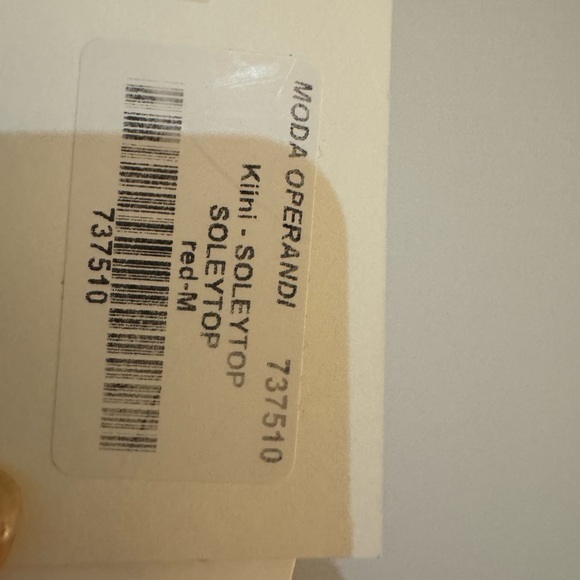 MODA OPERANDI 737510
Kiini - SOLEYTOP
SOLEYTOP
red-M
737510